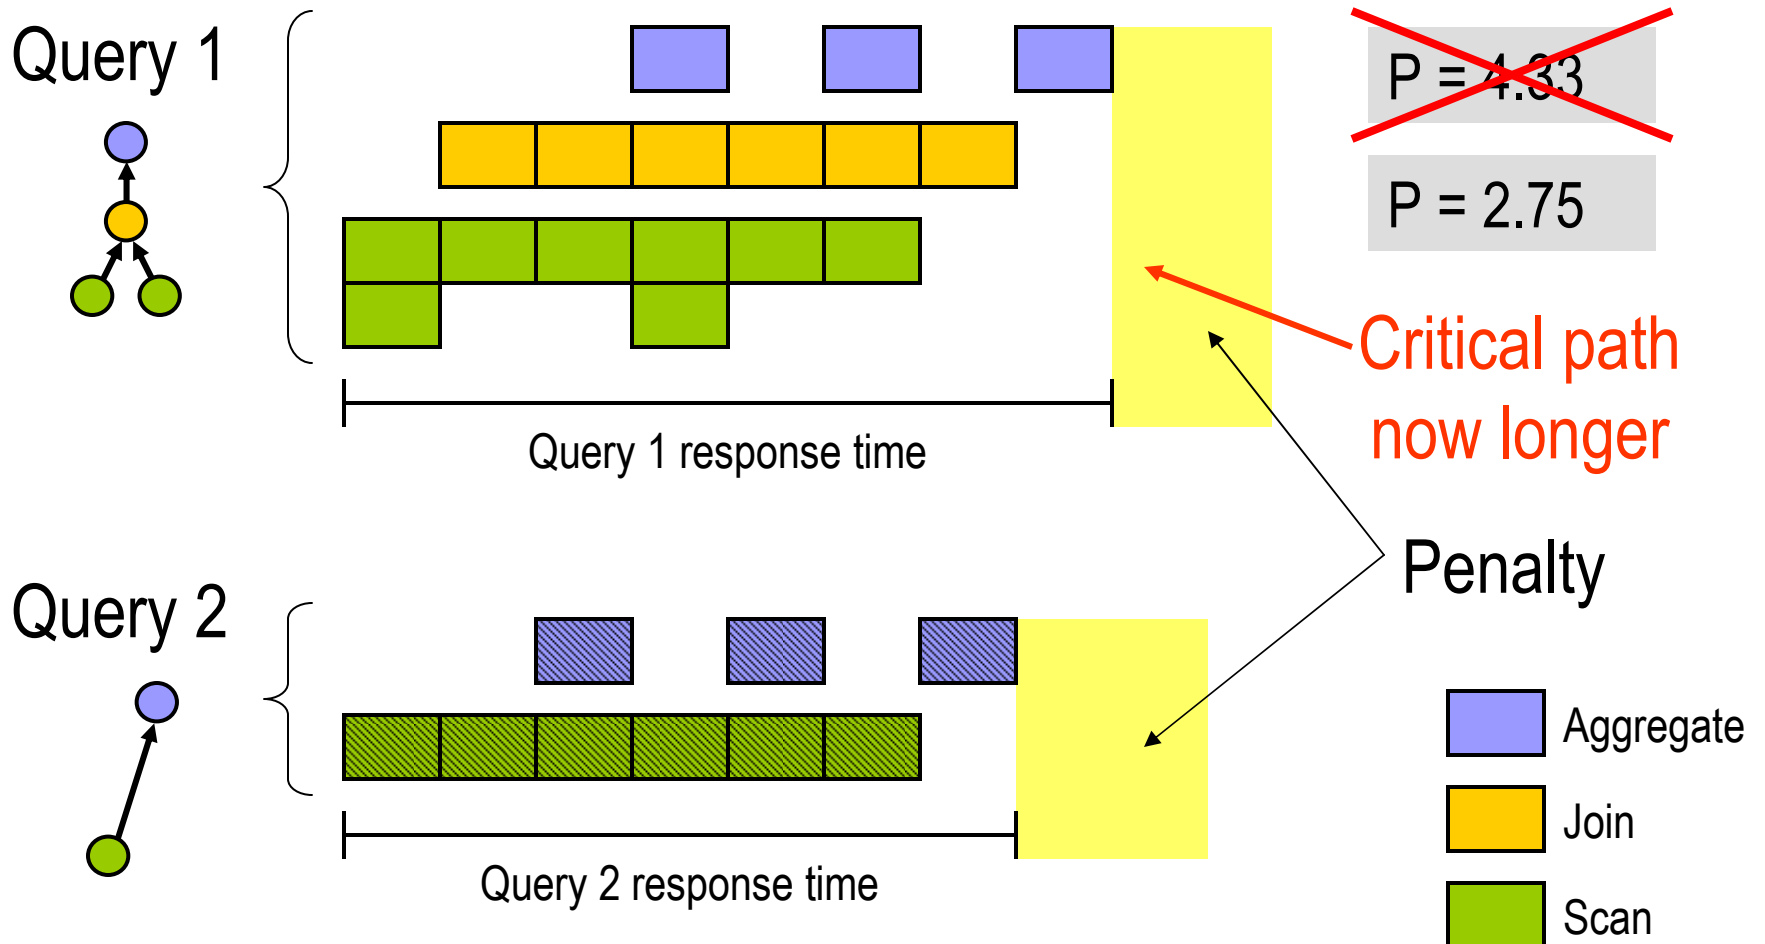 Query 1
P = 4.33
P = 2.75
Critical path
now longer
Query 1 response time
Penalty
Query 2
Aggregate
Join
Query 2 response time
Scan